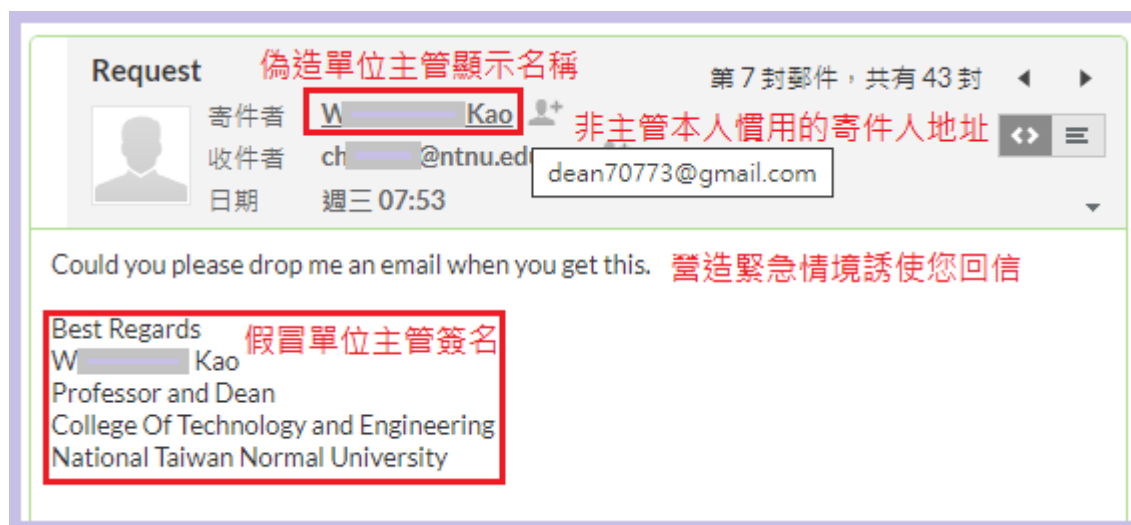 Request 偽造單位主管顯示名稱 第 7 封郵件，共有 43 封
寄件者 W Kao 非主管本人慣用的寄件人地址
收件者 ch @ntnu.ed
dean70773@gmail.com
日期 週三 07:53
Could you please drop me an email when you get this. 營造緊急情境誘使您回信
Best Regards 假冒單位主管簽名
W Kao
Professor and Dean
College Of Technology and Engineering
National Taiwan Normal University